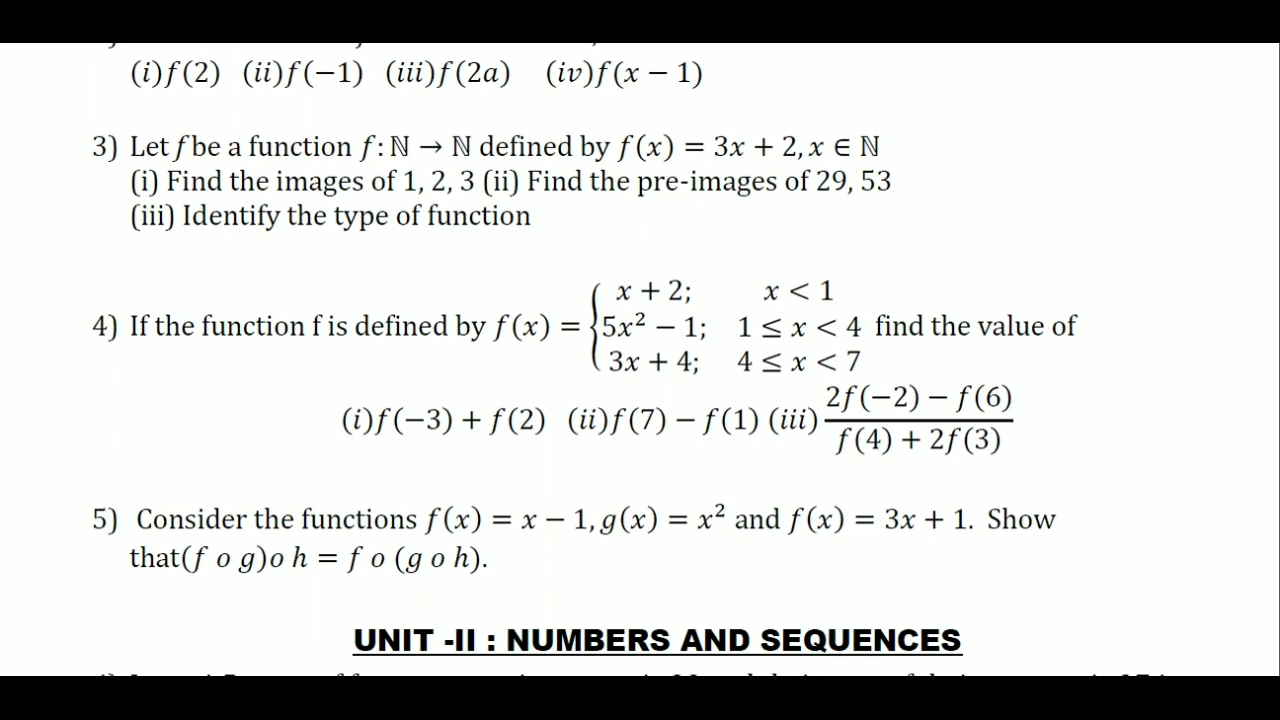 (i)f(2) (ii)f(−1) (iii)f(2a) (iv)f(x − 1)
3) Let f be a function f: ℕ → ℕ defined by f(x) = 3x + 2, x ∈ ℕ
(i) Find the images of 1, 2, 3 (ii) Find the pre-images of 29, 53
(iii) Identify the type of function
x + 2; x < 1
4) If the function f is defined by f(x) = { 5x² − 1; 1 ≤ x < 4 find the value of
3x + 4; 4 ≤ x < 7
(i)f(−3) + f(2) (ii)f(7) − f(1) (iii) 2f(−2) − f(6)
f(4) + 2f(3)
5) Consider the functions f(x) = x − 1, g(x) = x² and f(x) = 3x + 1. Show
that(f o g)o h = f o (g o h).
UNIT -II : NUMBERS AND SEQUENCES